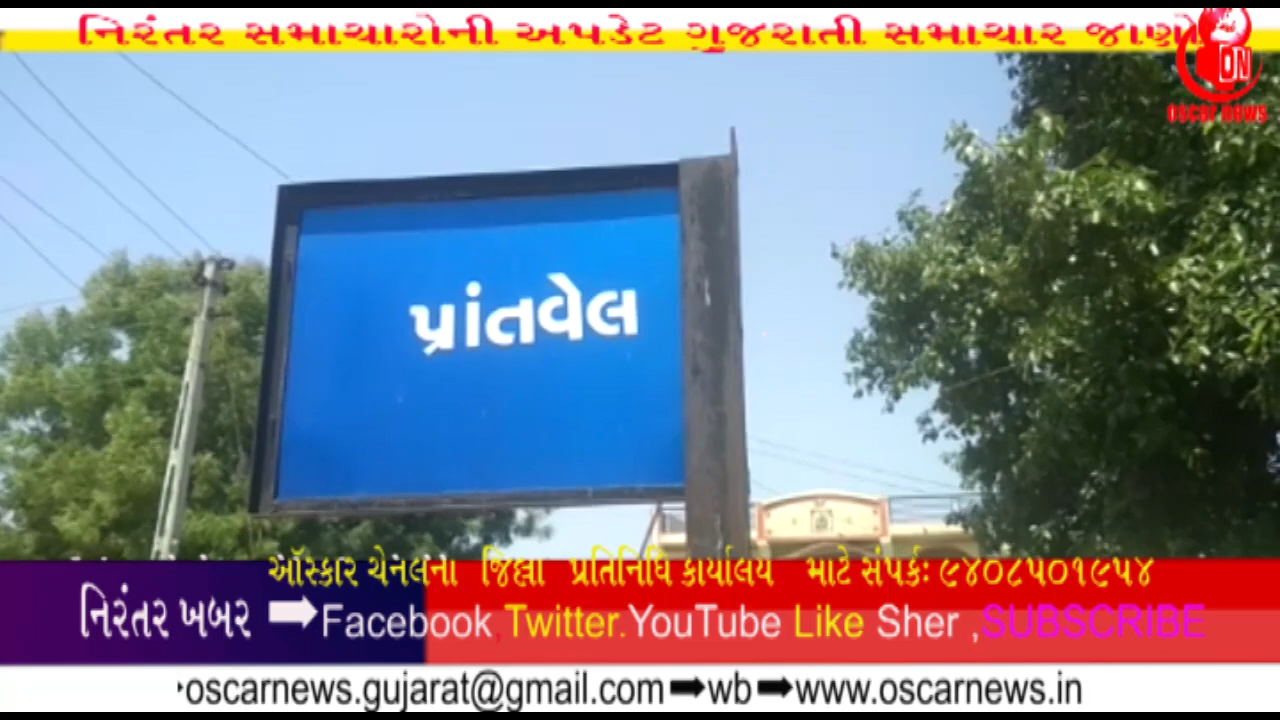 નિરંતર સમાચારોની અપડેટ ગુજરાતી સમાચાર જાણો
ON
OSCAR NEWS
પ્રાંતવેલ
ઑસ્કાર ચેનલના જિલ્લા પ્રતિનિધિ કાર્યાલય માટે સંપર્કઃ ૯૪૦૮૫૦૧૯૫૪
નિરંતર ખબર ➡Facebook,Twitter.YouTube Like Sher ,SUBSCRIBE
oscarnews.gujarat@gmail.com➡wb➡www.oscarnews.in